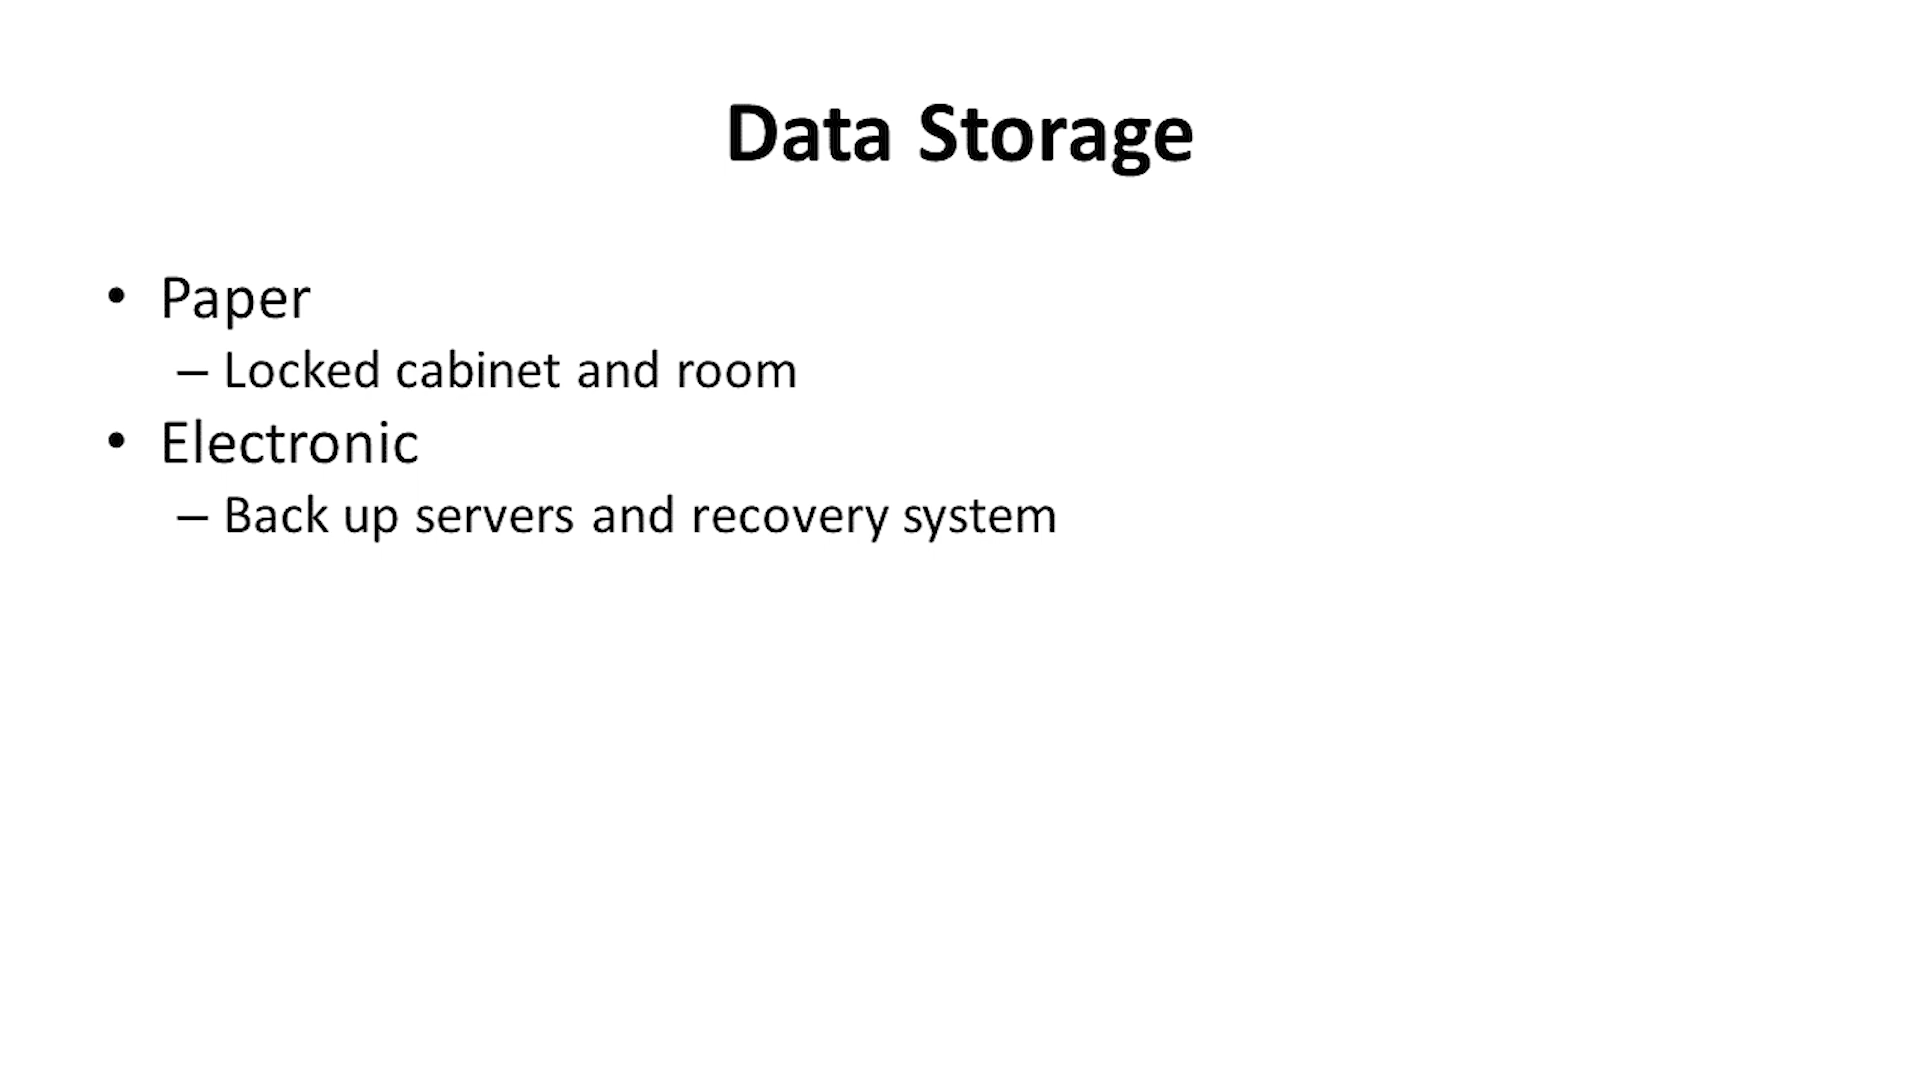 Data Storage
• Paper
– Locked cabinet and room
• Electronic
– Back up servers and recovery system